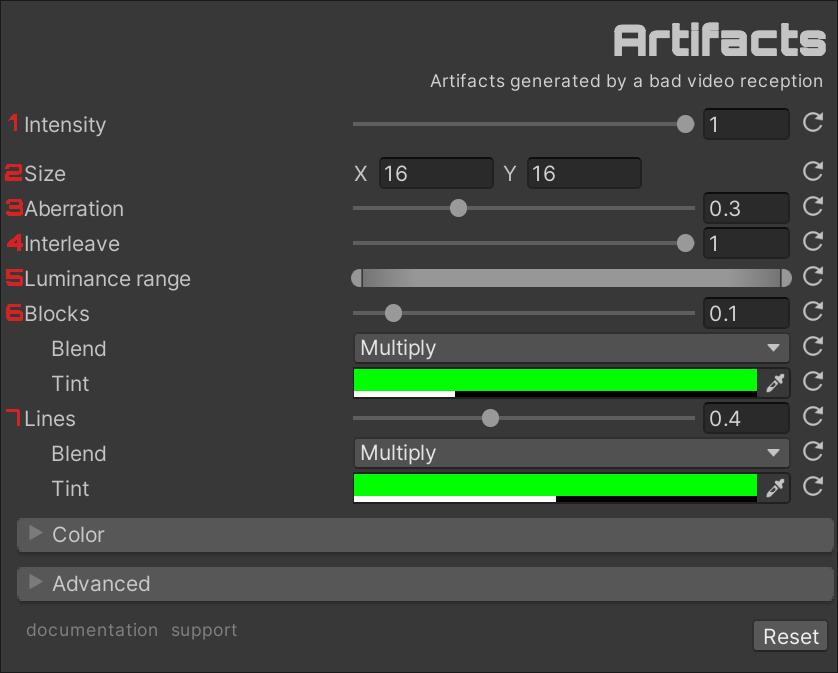 Artifacts
Artifacts generated by a bad video reception
1 Intensity 1
2 Size X 16 Y 16
3 Aberration 0.3
4 Interleave 1
5 Luminance range
6 Blocks 0.1
Blend Multiply
Tint
7 Lines 0.4
Blend Multiply
Tint
Color
Advanced
documentation support
Reset